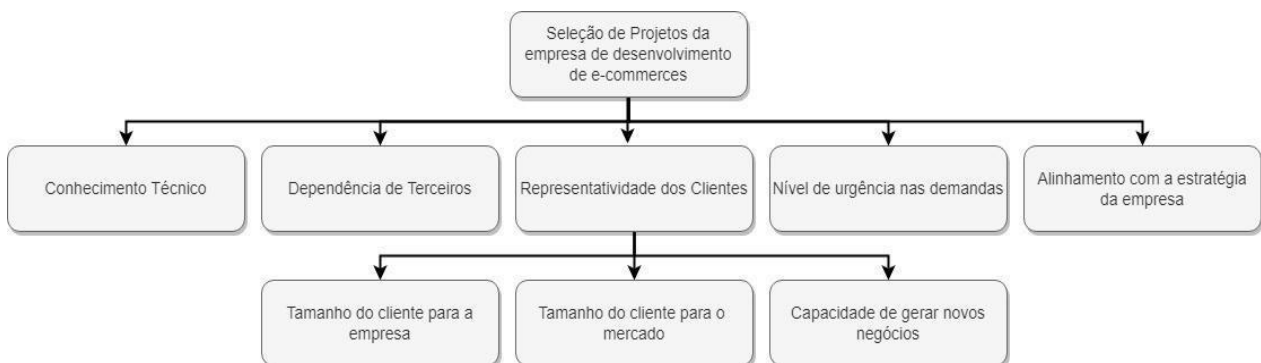 Seleção de Projetos da
empresa de desenvolvimento
de e-commerces
Conhecimento Técnico
Dependência de Terceiros
Representatividade dos Clientes
Nível de urgência nas demandas
Alinhamento com a estratégia
da empresa
Tamanho do cliente para a
empresa
Tamanho do cliente para o
mercado
Capacidade de gerar novos
negócios